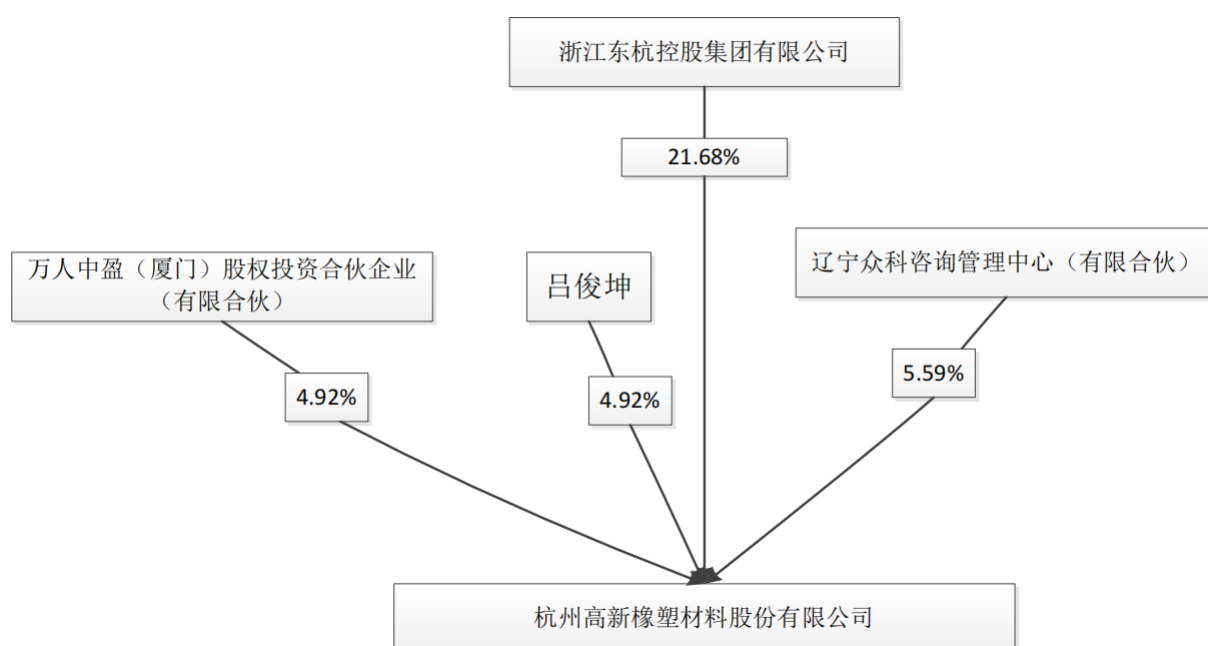 浙江东杭控股集团有限公司
21.68%
万人中盈（厦门）股权投资合伙企业
（有限合伙）
吕俊坤
辽宁众科咨询管理中心（有限合伙）
4.92%
4.92%
5.59%
杭州高新橡塑材料股份有限公司